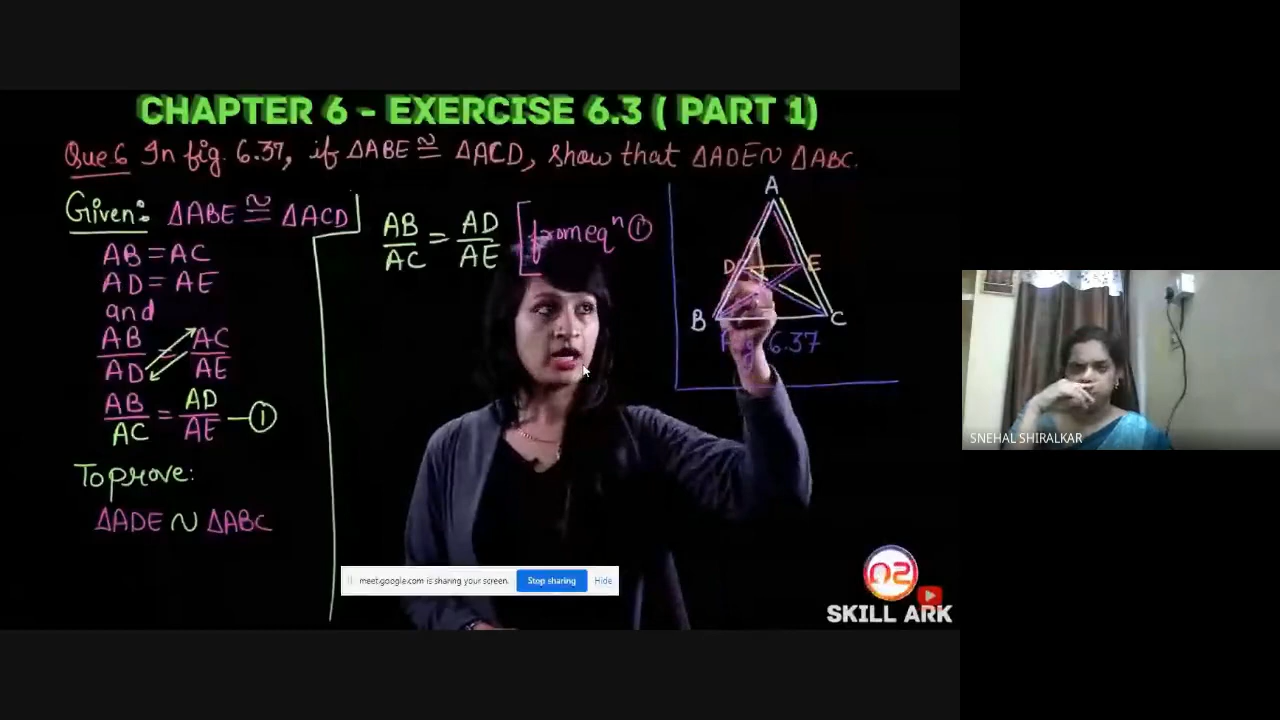 CHAPTER 6 - EXERCISE 6.3 ( PART 1)
Que.6 In fig. 6.37, if ΔABE ≅ ΔACD, show that ΔADE ~ ΔABC.
Given: ΔABE ≅ ΔACD
AB = AC
AD = AE
and
AB/AD = AC/AE
AB/AC = AD/AE —①
To prove:
ΔADE ~ ΔABC
AB/AC = AD/AE [from eqⁿ ①
A
D E
B C
Fig 6.37
SNEHAL SHIRALKAR
meet.google.com is sharing your screen. Stop sharing Hide
SKILL ARK